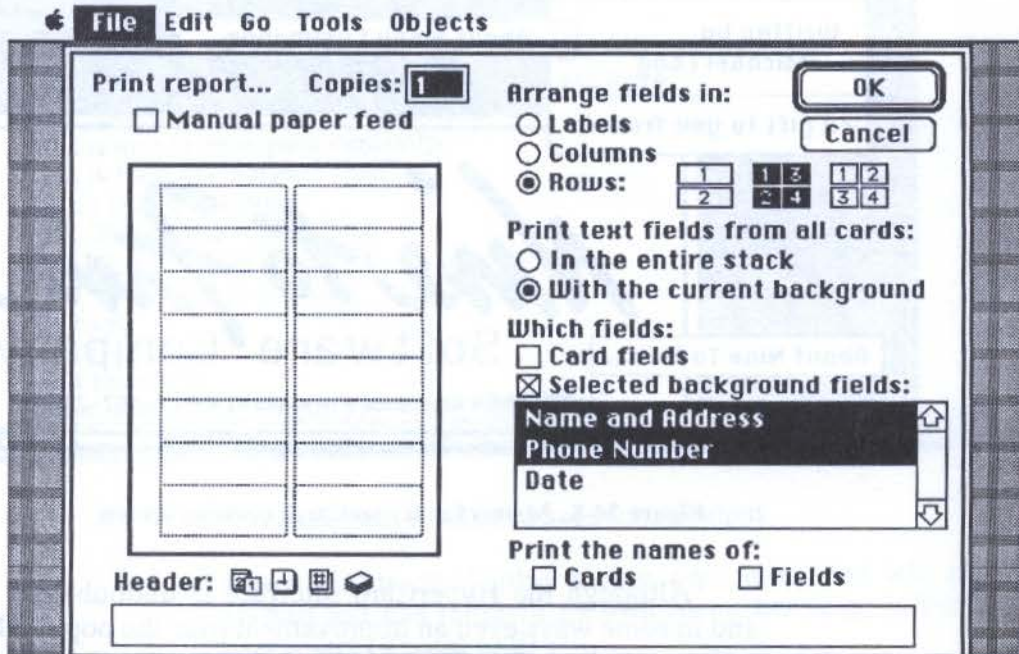 File Edit Go Tools Objects
Print report... Copies: 1
Manual paper feed
Arrange fields in:
OK
Labels
Cancel
Columns
Rows:
1 2
1 3 2 4
1 2 3 4
Print text fields from all cards:
In the entire stack
With the current background
Which fields:
Card fields
Selected background fields:
Name and Address
Phone Number
Date
Print the names of:
Cards Fields
Header: